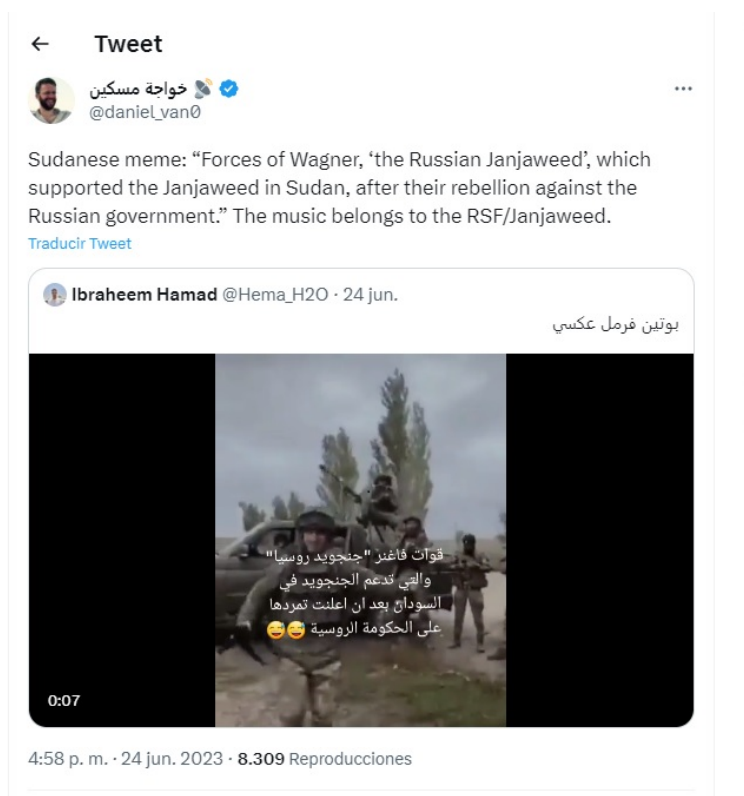 Tweet
خواجة مسكين
@daniel_van0
Sudanese meme: “Forces of Wagner, ‘the Russian Janjaweed’, which
supported the Janjaweed in Sudan, after their rebellion against the
Russian government.” The music belongs to the RSF/Janjaweed.
Traducir Tweet
Ibraheem Hamad @Hema_H2O · 24 jun.
بوتين فرمل عكسي
قوات فاغنر "جنجويد روسيا"
والتي تدعم الجنجويد في
السودان بعد ان اعلنت تمردها
على الحكومة الروسية 😅😅
0:07
4:58 p. m. · 24 jun. 2023 · 8.309 Reproducciones